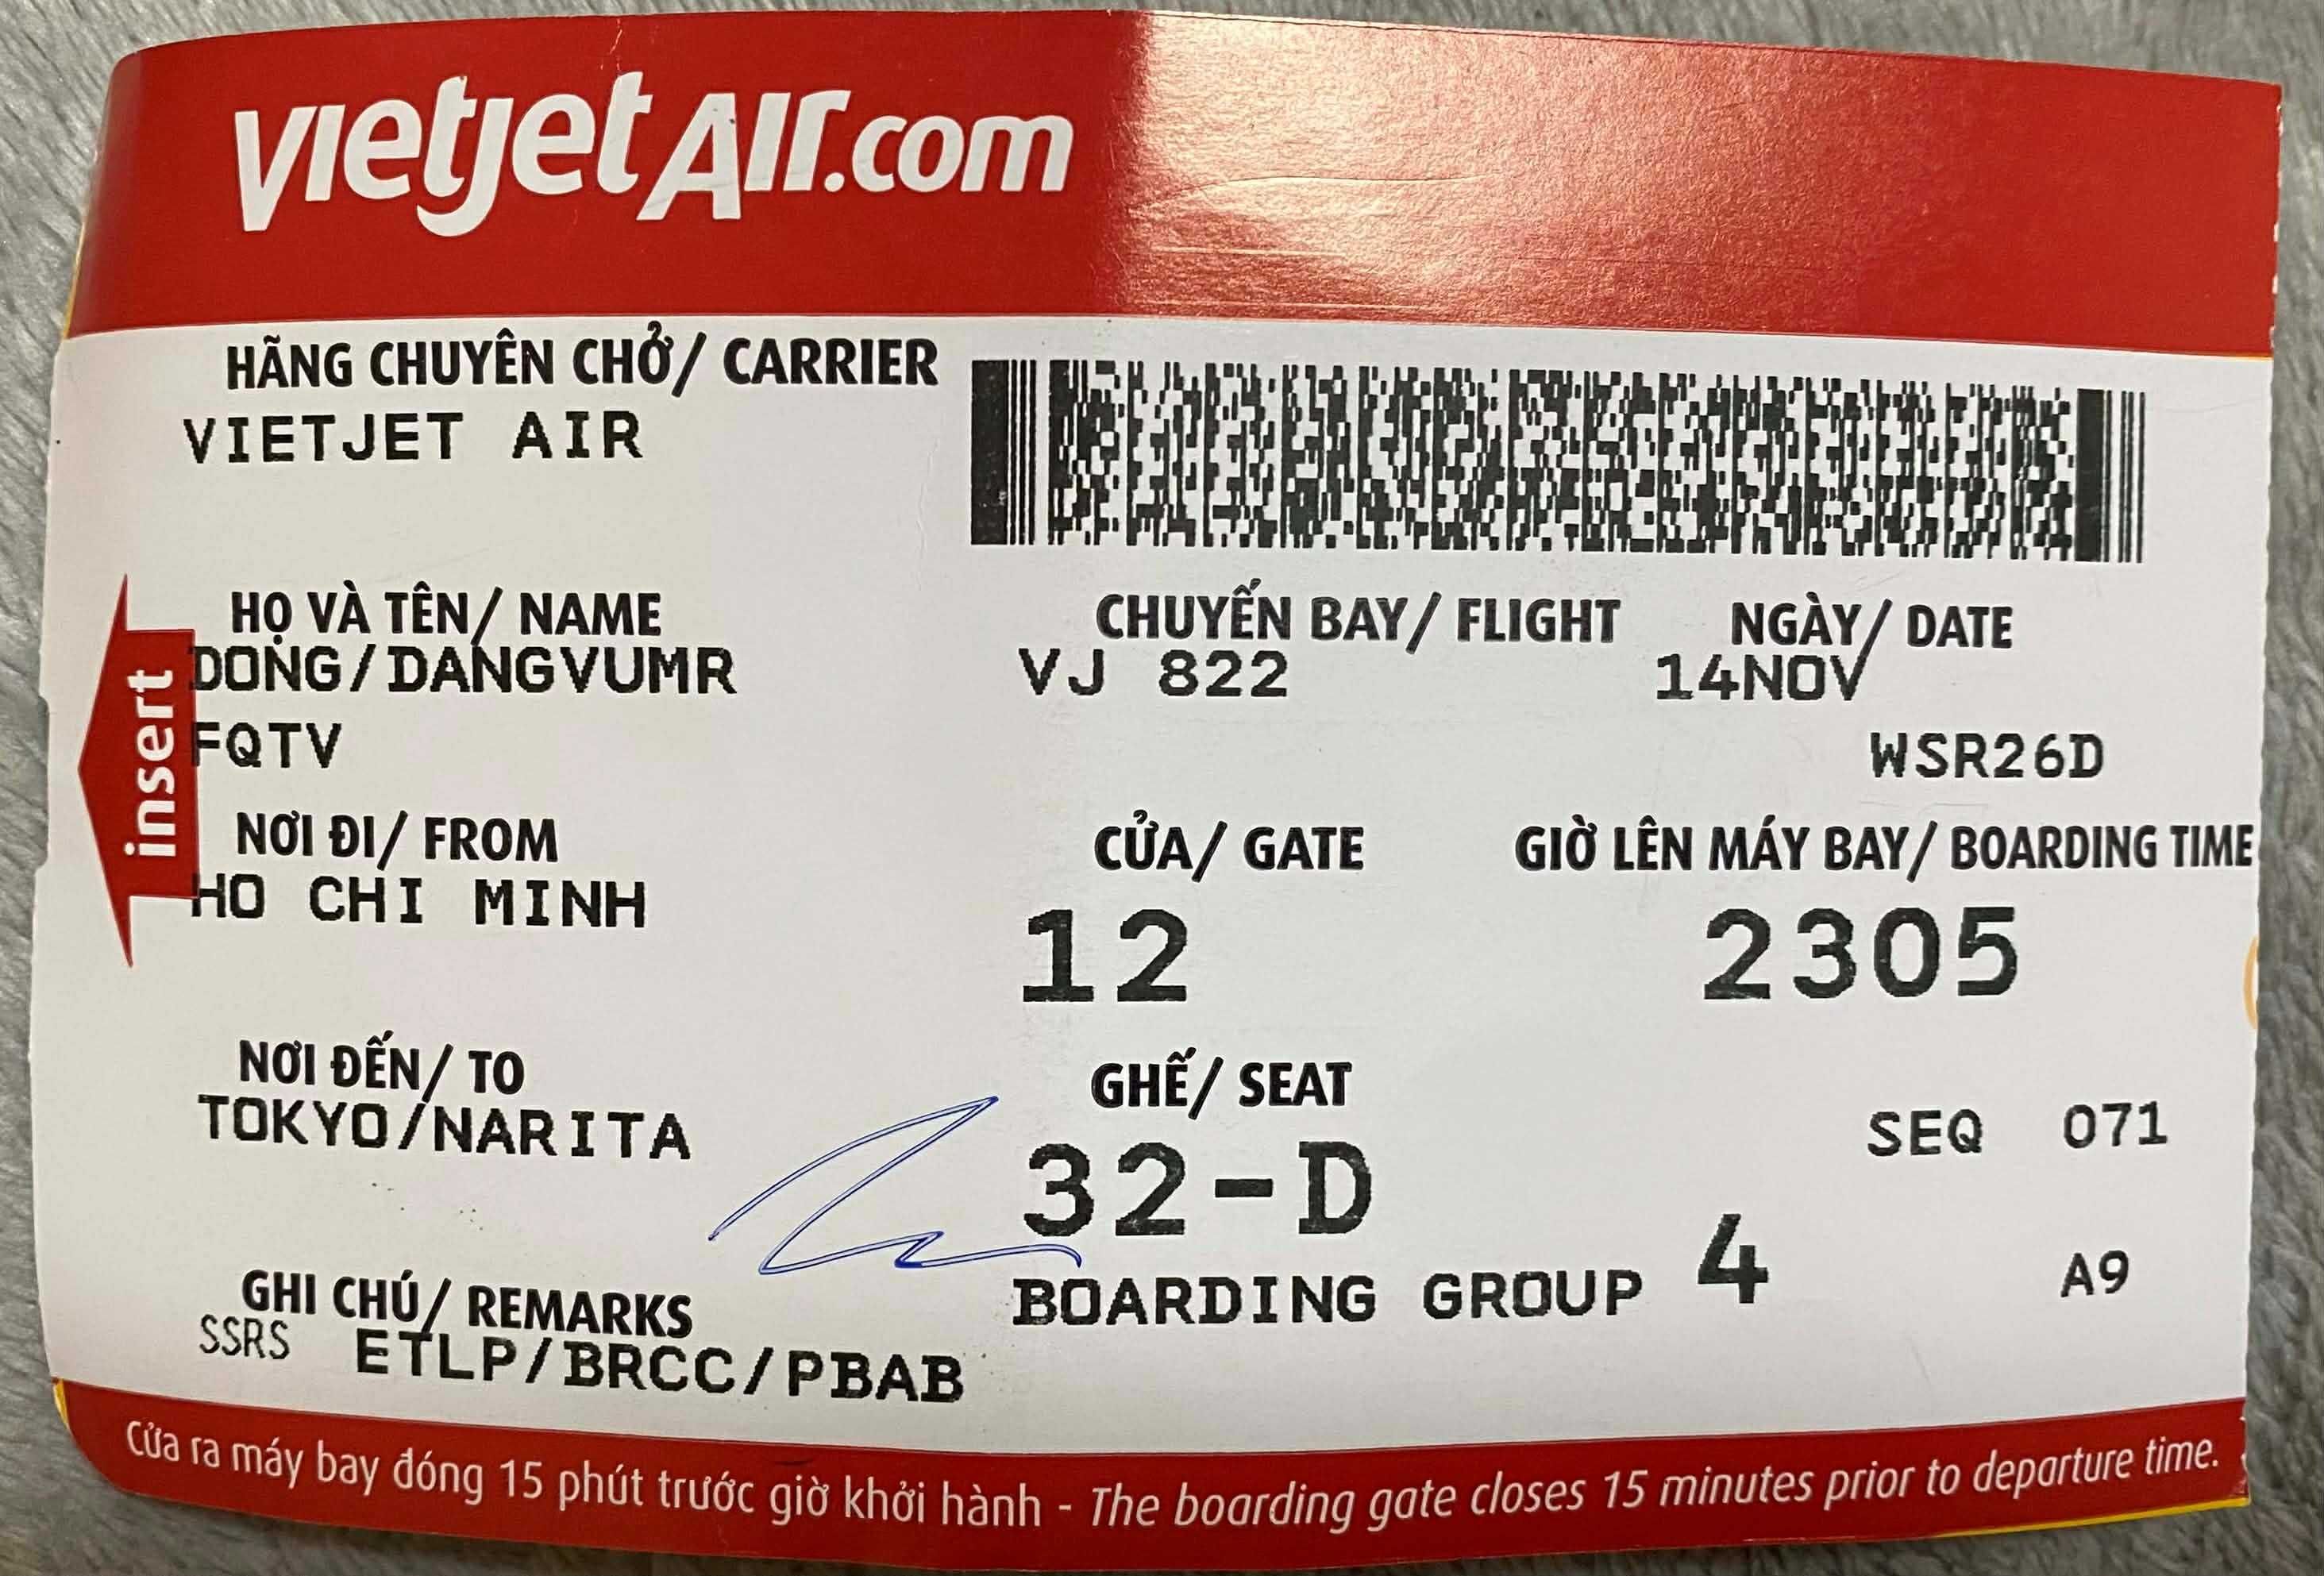 vietjetAir.com
HÃNG CHUYÊN CHỞ/ CARRIER
VIETJET AIR
HỌ VÀ TÊN/ NAME
DONG/DANGVUMR
CHUYẾN BAY/ FLIGHT
VJ 822
NGÀY/ DATE
14NOV
FQTV
WSR26D
insert
NƠI ĐI/ FROM
HO CHI MINH
CỬA/ GATE
12
GIỜ LÊN MÁY BAY/ BOARDING TIME
2305
NƠI ĐẾN/ TO
TOKYO/NARITA
GHẾ/ SEAT
32-D
SEQ 071
BOARDING GROUP 4
A9
GHI CHÚ/ REMARKS
SSRS ETLP/BRCC/PBAB
Cửa ra máy bay đóng 15 phút trước giờ khởi hành - The boarding gate closes 15 minutes prior to departure time.